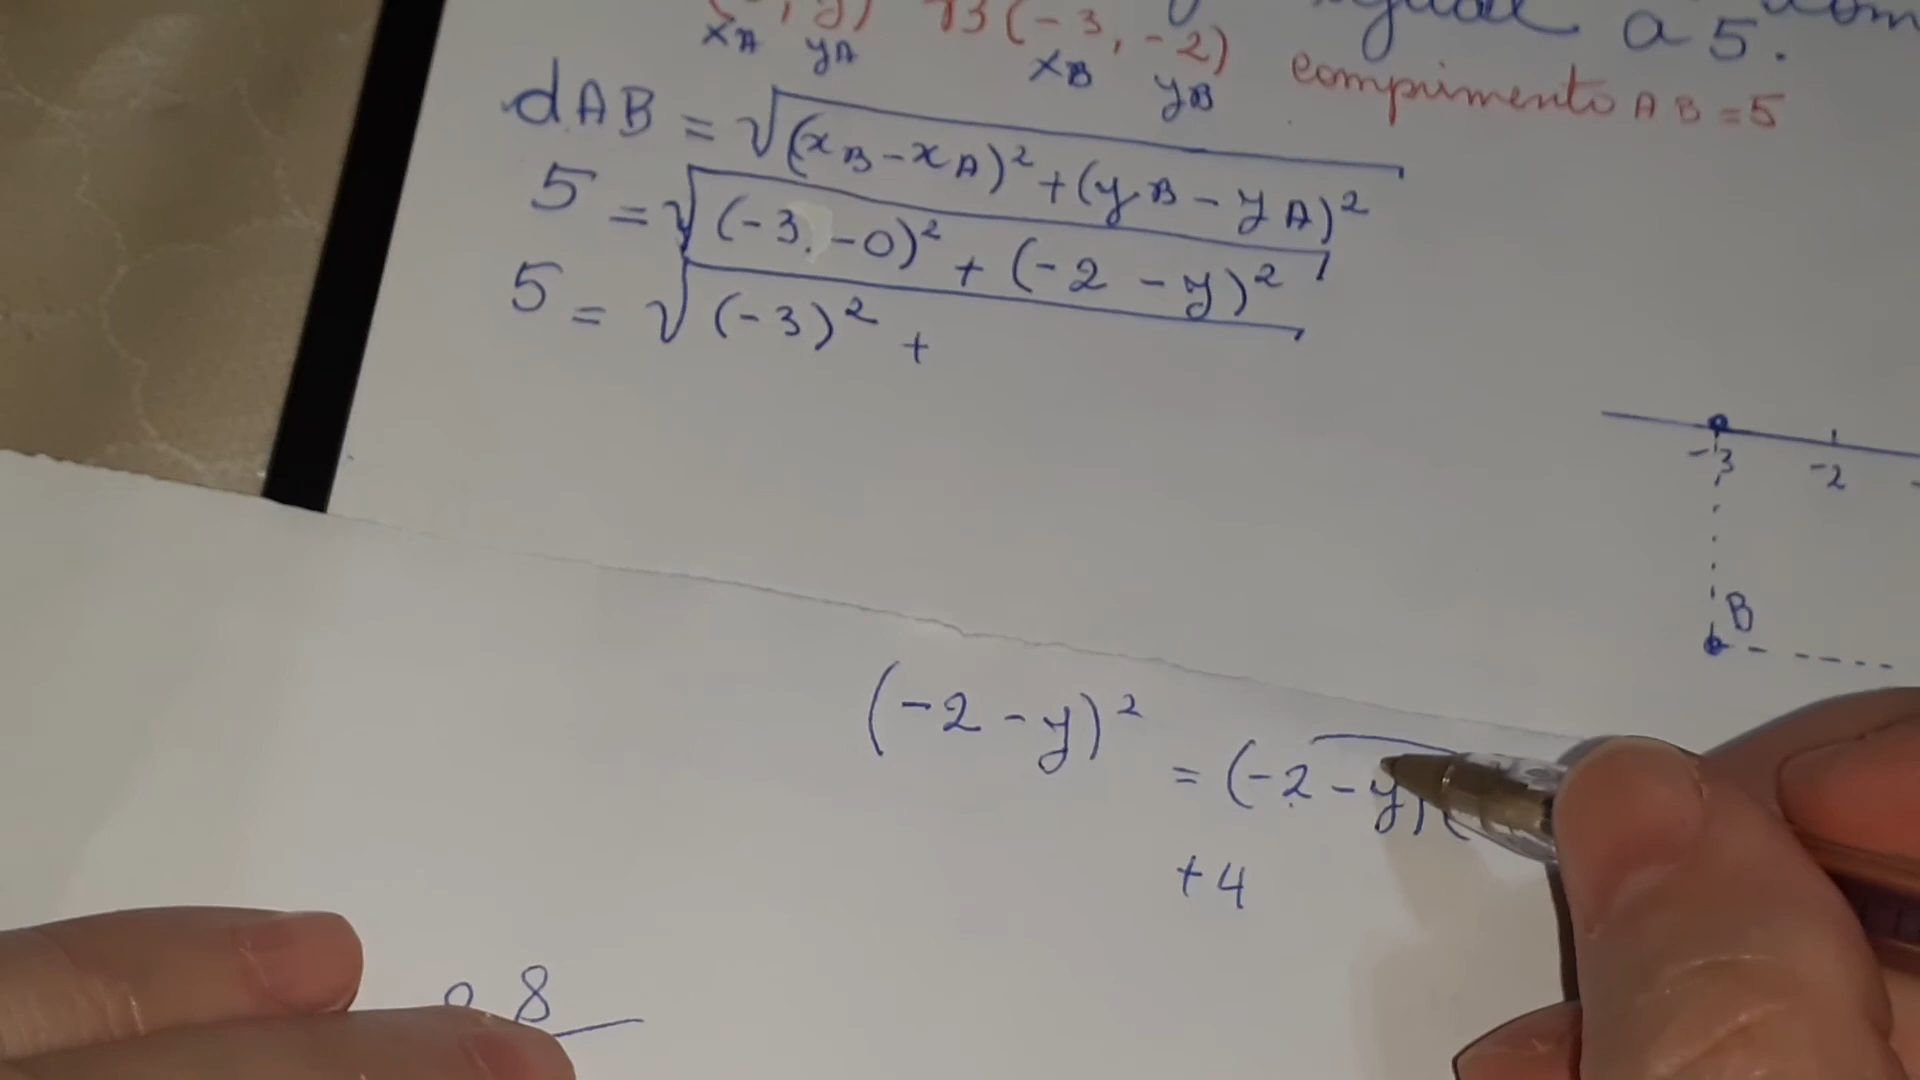 igual a 5.
, y) B(-3, -2) comprimento AB = 5
xA yA xB yB
dAB = √(xB - xA)² + (yB - yA)²
5 = √(-3 - 0)² + (-2 - y)²
5 = √(-3)² +
-3 -2
B
(-2 - y)² = (-2 - y)(
+4
8